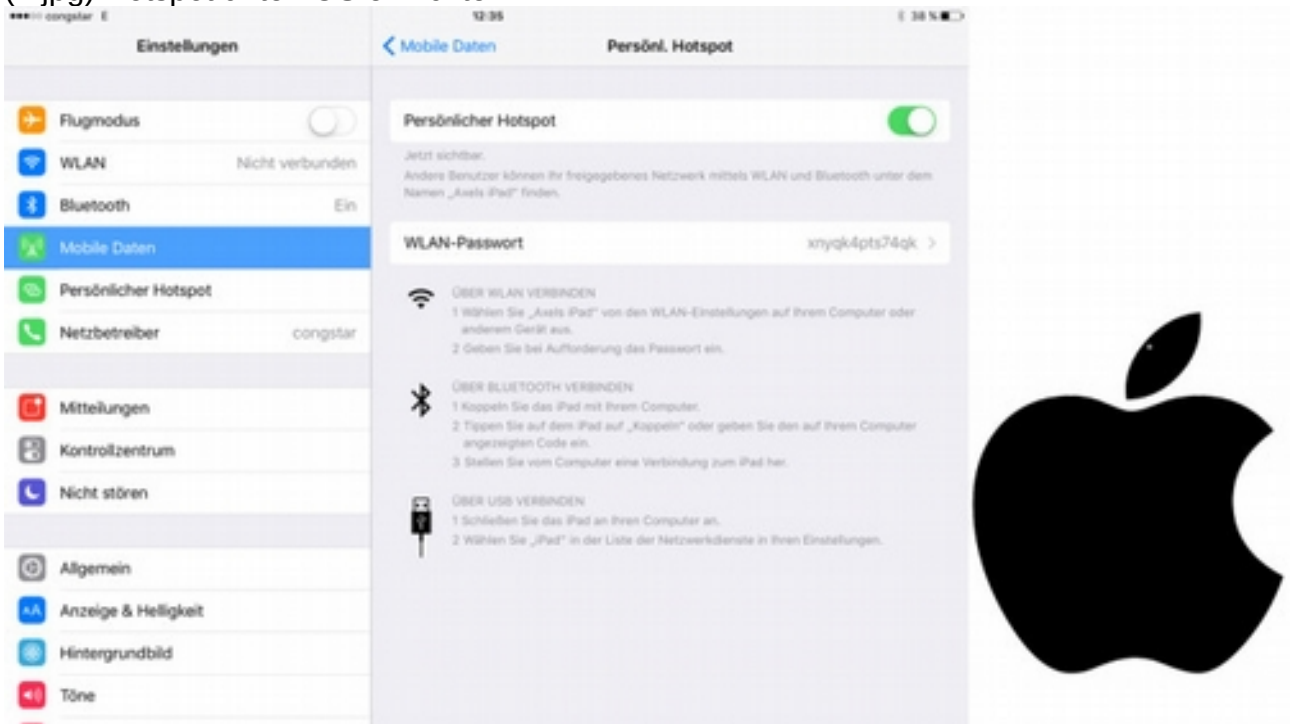 congstar E
12:35
38 %
Einstellungen
Mobile Daten
Persönl. Hotspot
Flugmodus
WLAN
Nicht verbunden
Bluetooth
Ein
Mobile Daten
Persönlicher Hotspot
Netzbetreiber
congstar
Mitteilungen
Kontrollzentrum
Nicht stören
Allgemein
Anzeige & Helligkeit
Hintergrundbild
Töne
Persönlicher Hotspot
Jetzt sichtbar.
Andere Benutzer können Ihr freigegebenes Netzwerk mittels WLAN und Bluetooth unter dem
Namen „Axels iPad“ finden.
WLAN-Passwort
xnyqk4pts74qk
ÜBER WLAN VERBINDEN
1 Wählen Sie „Axels iPad“ von den WLAN-Einstellungen auf Ihrem Computer oder
anderem Gerät aus.
2 Geben Sie bei Aufforderung das Passwort ein.
ÜBER BLUETOOTH VERBINDEN
1 Koppeln Sie das iPad mit Ihrem Computer.
2 Tippen Sie auf dem iPad auf „Koppeln“ oder geben Sie den auf Ihrem Computer
angezeigten Code ein.
3 Stellen Sie vom Computer eine Verbindung zum iPad her.
ÜBER USB VERBINDEN
1 Schließen Sie das iPad an Ihren Computer an.
2 Wählen Sie „iPad“ in der Liste der Netzwerkdienste in Ihren Einstellungen.